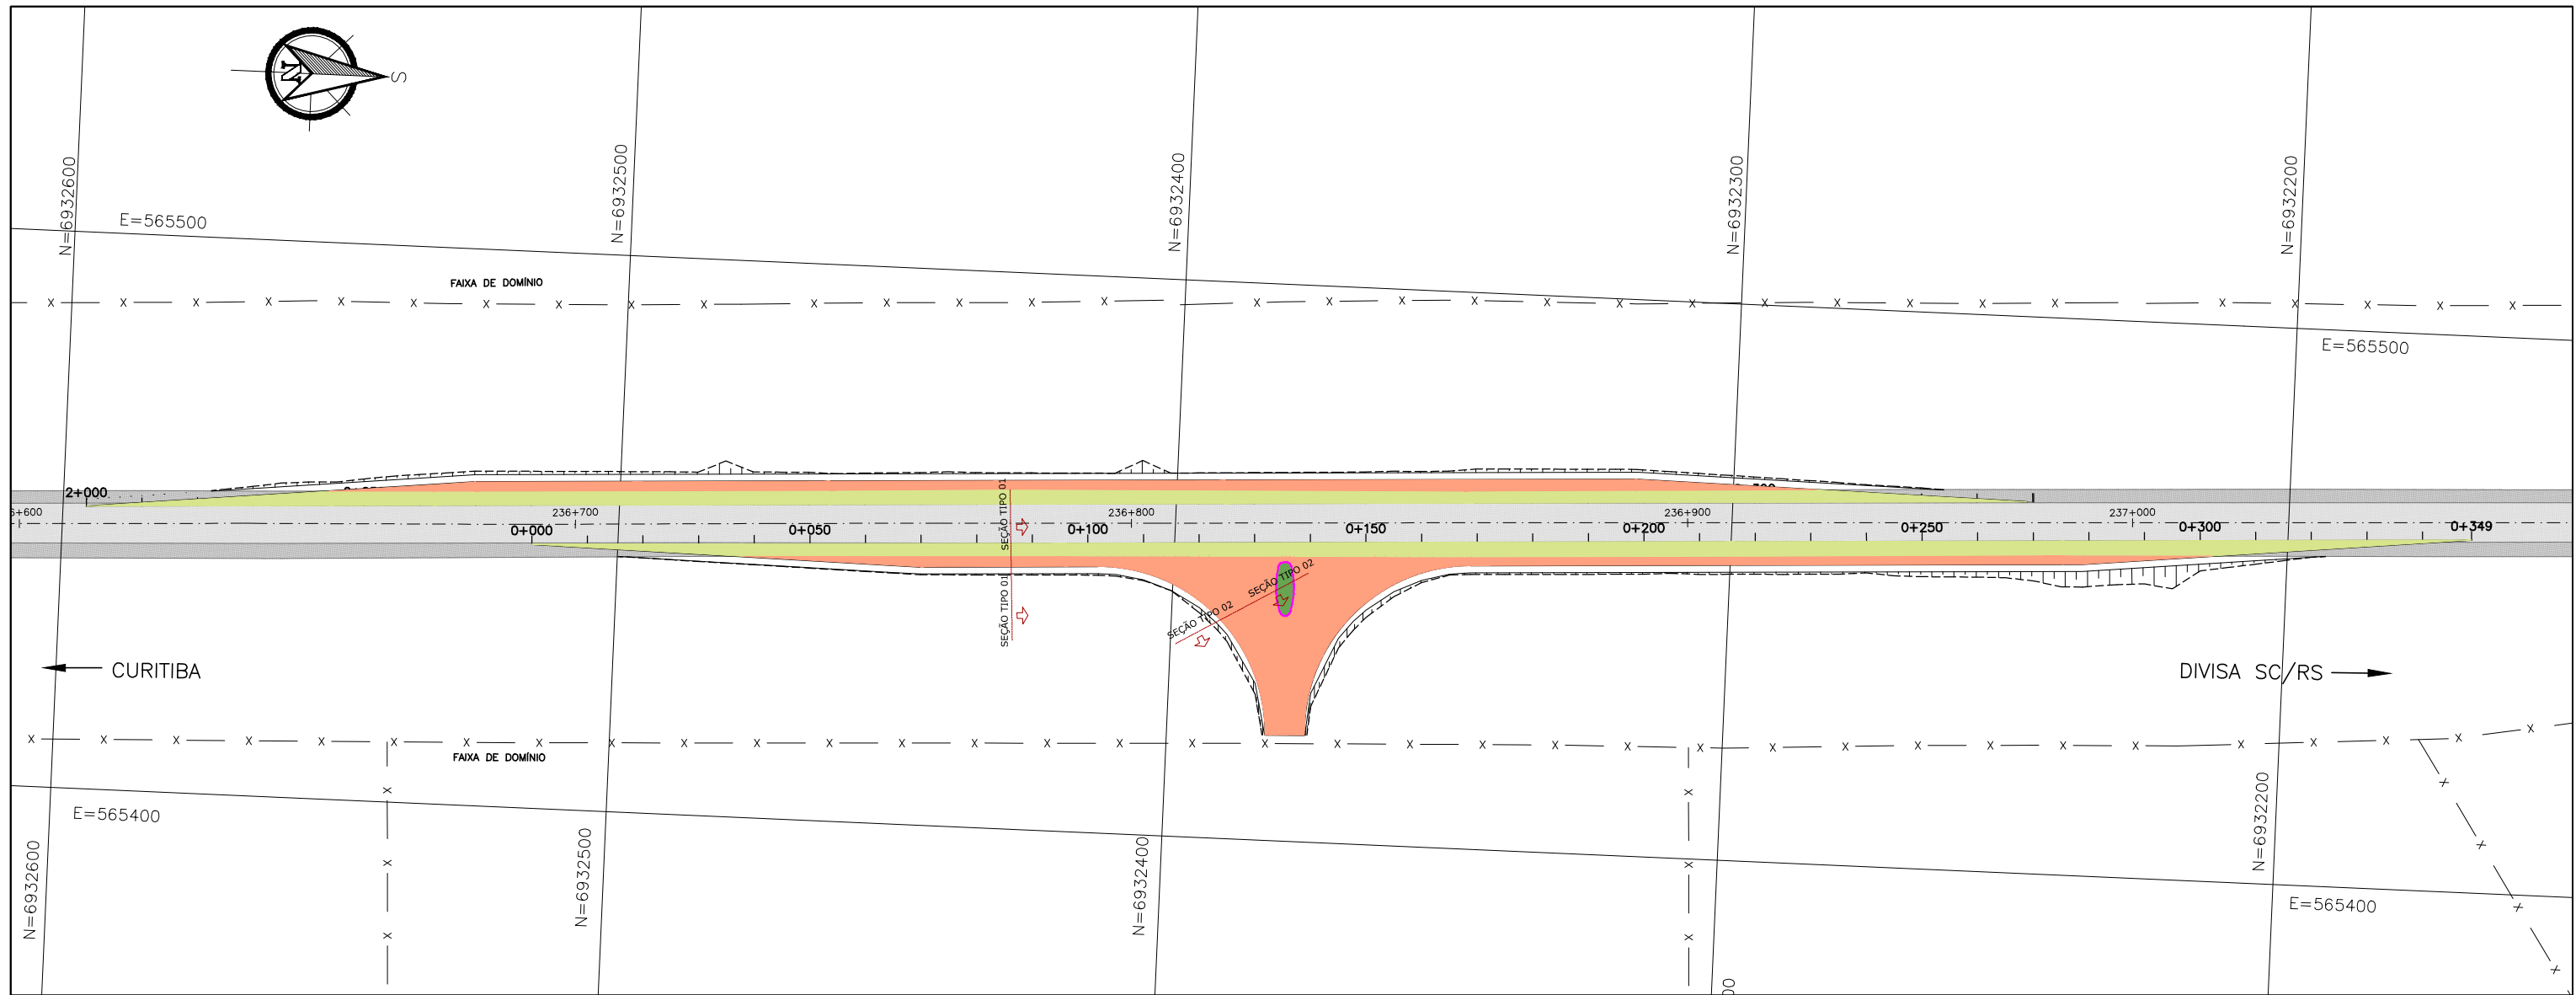 N
S
N=6932600
N=6932500
N=6932400
N=6932300
N=6932200
E=565500
FAIXA DE DOMÍNIO
E=565500
2+000
6+600
236+700
236+800
236+900
237+000
0+000
0+050
0+100
0+150
0+200
0+250
0+300
0+349
SEÇÃO TIPO 01
SEÇÃO TIPO 01
SEÇÃO TIPO 02
SEÇÃO TIPO 02
CURITIBA
DIVISA SC/RS
FAIXA DE DOMÍNIO
E=565400
E=565400
N=6932600
N=6932500
N=6932400
00
N=6932200